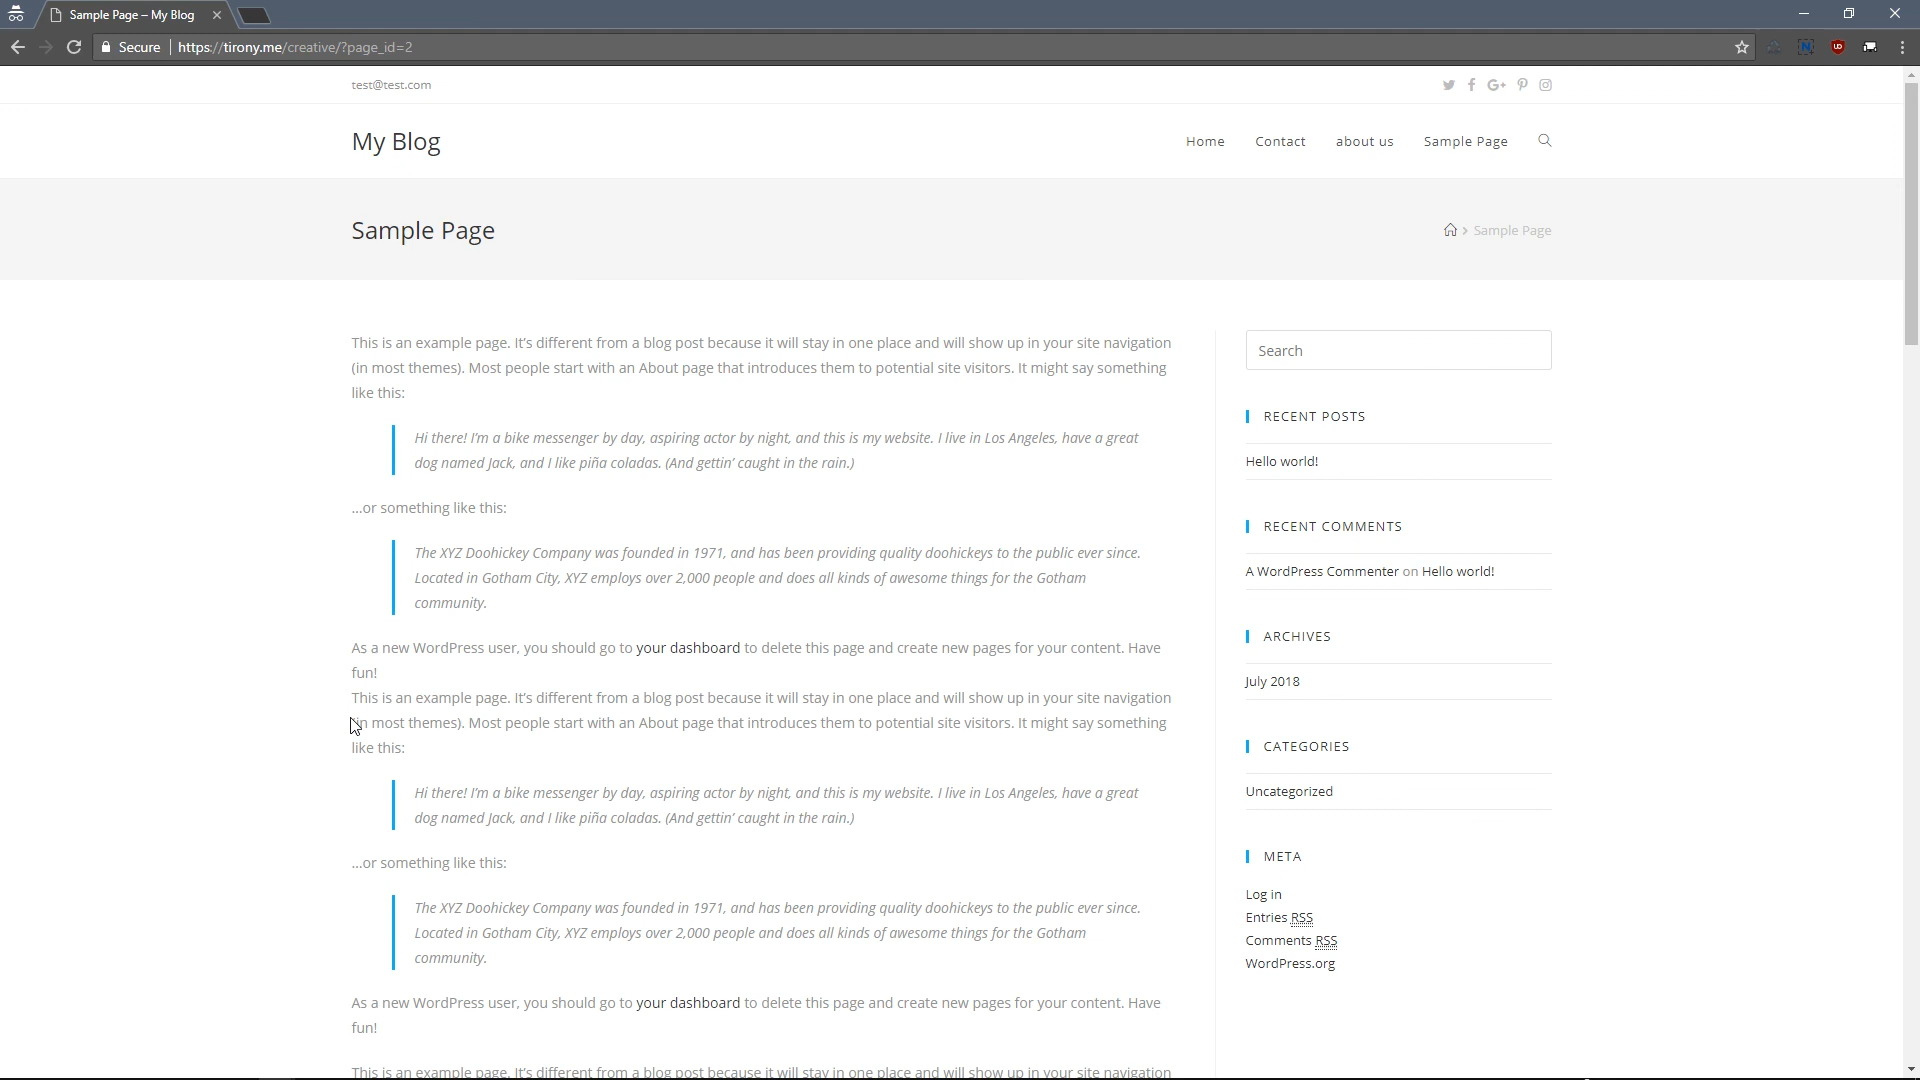 Sample Page – My Blog
Secure | https://tirony.me/creative/?page_id=2
test@test.com
My Blog
Home Contact about us Sample Page
Sample Page
Sample Page
This is an example page. It’s different from a blog post because it will stay in one place and will show up in your site navigation
(in most themes). Most people start with an About page that introduces them to potential site visitors. It might say something
like this:
Hi there! I’m a bike messenger by day, aspiring actor by night, and this is my website. I live in Los Angeles, have a great
dog named Jack, and I like piña coladas. (And gettin’ caught in the rain.)
…or something like this:
The XYZ Doohickey Company was founded in 1971, and has been providing quality doohickeys to the public ever since.
Located in Gotham City, XYZ employs over 2,000 people and does all kinds of awesome things for the Gotham
community.
As a new WordPress user, you should go to your dashboard to delete this page and create new pages for your content. Have
fun!
This is an example page. It’s different from a blog post because it will stay in one place and will show up in your site navigation
(in most themes). Most people start with an About page that introduces them to potential site visitors. It might say something
like this:
Hi there! I’m a bike messenger by day, aspiring actor by night, and this is my website. I live in Los Angeles, have a great
dog named Jack, and I like piña coladas. (And gettin’ caught in the rain.)
…or something like this:
The XYZ Doohickey Company was founded in 1971, and has been providing quality doohickeys to the public ever since.
Located in Gotham City, XYZ employs over 2,000 people and does all kinds of awesome things for the Gotham
community.
As a new WordPress user, you should go to your dashboard to delete this page and create new pages for your content. Have
fun!
This is an example page. It’s different from a blog post because it will stay in one place and will show up in your site navigation
Search
RECENT POSTS
Hello world!
RECENT COMMENTS
A WordPress Commenter on Hello world!
ARCHIVES
July 2018
CATEGORIES
Uncategorized
META
Log in
Entries RSS
Comments RSS
WordPress.org